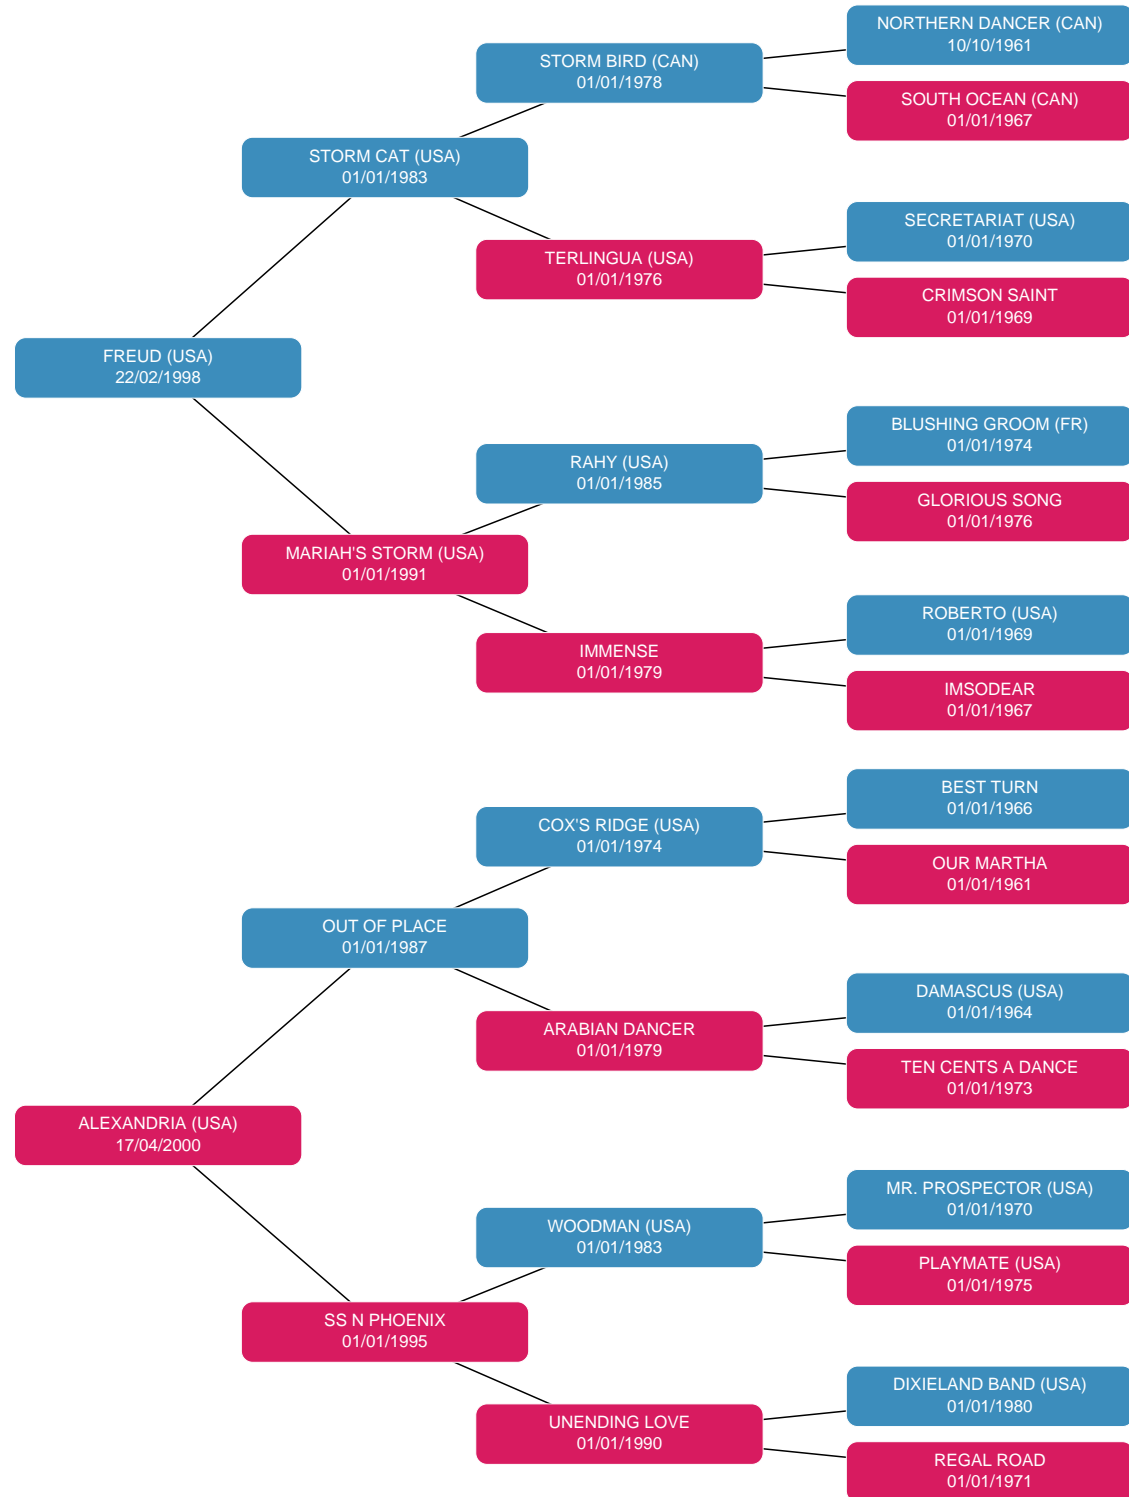 NORTHERN DANCER (CAN)
10/10/1961
STORM BIRD (CAN)
01/01/1978
SOUTH OCEAN (CAN)
01/01/1967
STORM CAT (USA)
01/01/1983
SECRETARIAT (USA)
01/01/1970
TERLINGUA (USA)
01/01/1976
CRIMSON SAINT
01/01/1969
FREUD (USA)
22/02/1998
BLUSHING GROOM (FR)
01/01/1974
RAHY (USA)
01/01/1985
GLORIOUS SONG
01/01/1976
MARIAH'S STORM (USA)
01/01/1991
ROBERTO (USA)
01/01/1969
IMMENSE
01/01/1979
IMSODEAR
01/01/1967
BEST TURN
01/01/1966
COX'S RIDGE (USA)
01/01/1974
OUR MARTHA
01/01/1961
OUT OF PLACE
01/01/1987
DAMASCUS (USA)
01/01/1964
ARABIAN DANCER
01/01/1979
TEN CENTS A DANCE
01/01/1973
ALEXANDRIA (USA)
17/04/2000
MR. PROSPECTOR (USA)
01/01/1970
WOODMAN (USA)
01/01/1983
PLAYMATE (USA)
01/01/1975
SS N PHOENIX
01/01/1995
DIXIELAND BAND (USA)
01/01/1980
UNENDING LOVE
01/01/1990
REGAL ROAD
01/01/1971